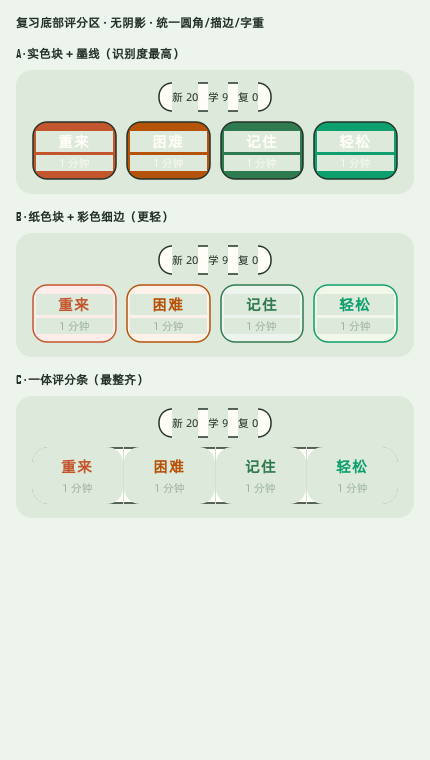 复习底部评分区 · 无阴影 · 统一圆角/描边/字重
A·实色块 + 墨线（识别度最高）
新 20 学 9 复 0
重来 困难 记住 轻松
1 分钟 1 分钟 1 分钟 1 分钟
B·纸色块 + 彩色细边（更轻）
新 20 学 9 复 0
重来 困难 记住 轻松
1 分钟 1 分钟 1 分钟 1 分钟
C·一体评分条（最整齐）
新 20 学 9 复 0
重来 困难 记住 轻松
1 分钟 1 分钟 1 分钟 1 分钟